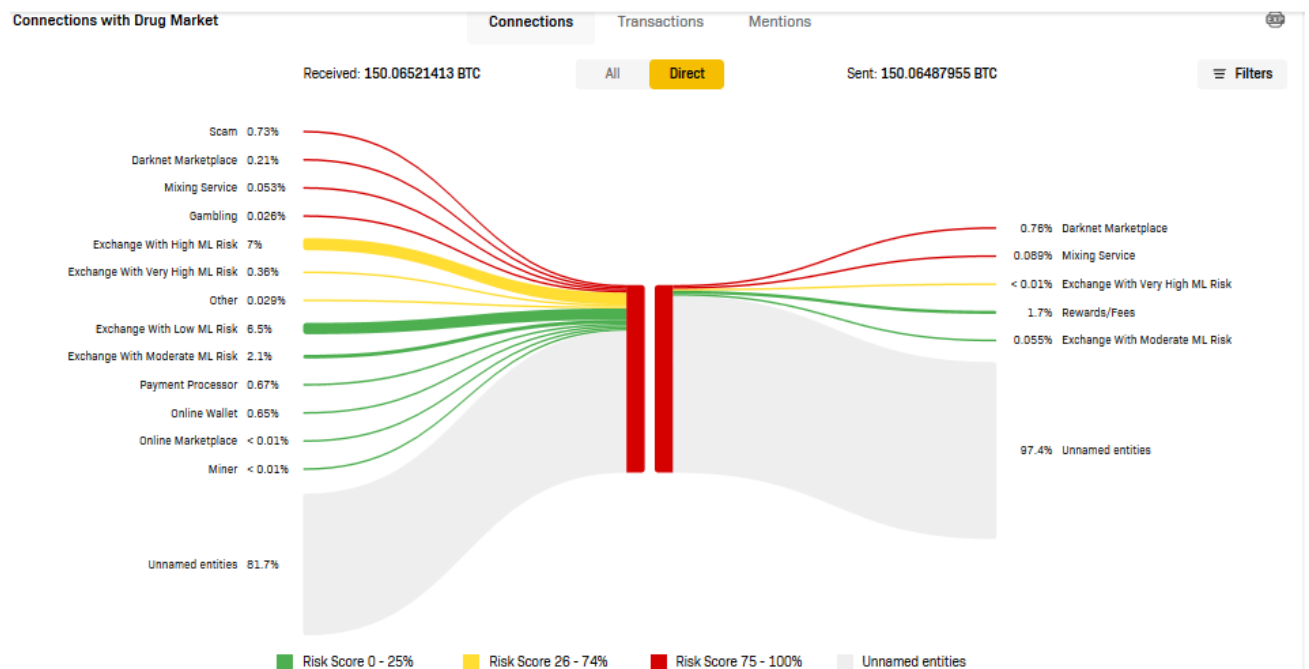 Connections with Drug Market
Connections
Transactions
Mentions
EXP
Received: 150.06521413 BTC
All
Direct
Sent: 150.06487955 BTC
Filters
Scam 0.73%
Darknet Marketplace 0.21%
Mixing Service 0.053%
Gambling 0.026%
Exchange With High ML Risk 7%
Exchange With Very High ML Risk 0.36%
Other 0.029%
Exchange With Low ML Risk 6.5%
Exchange With Moderate ML Risk 2.1%
Payment Processor 0.67%
Online Wallet 0.65%
Online Marketplace < 0.01%
Miner < 0.01%
Unnamed entities 81.7%
0.76% Darknet Marketplace
0.089% Mixing Service
< 0.01% Exchange With Very High ML Risk
1.7% Rewards/Fees
0.055% Exchange With Moderate ML Risk
97.4% Unnamed entities
Risk Score 0 - 25%
Risk Score 26 - 74%
Risk Score 75 - 100%
Unnamed entities